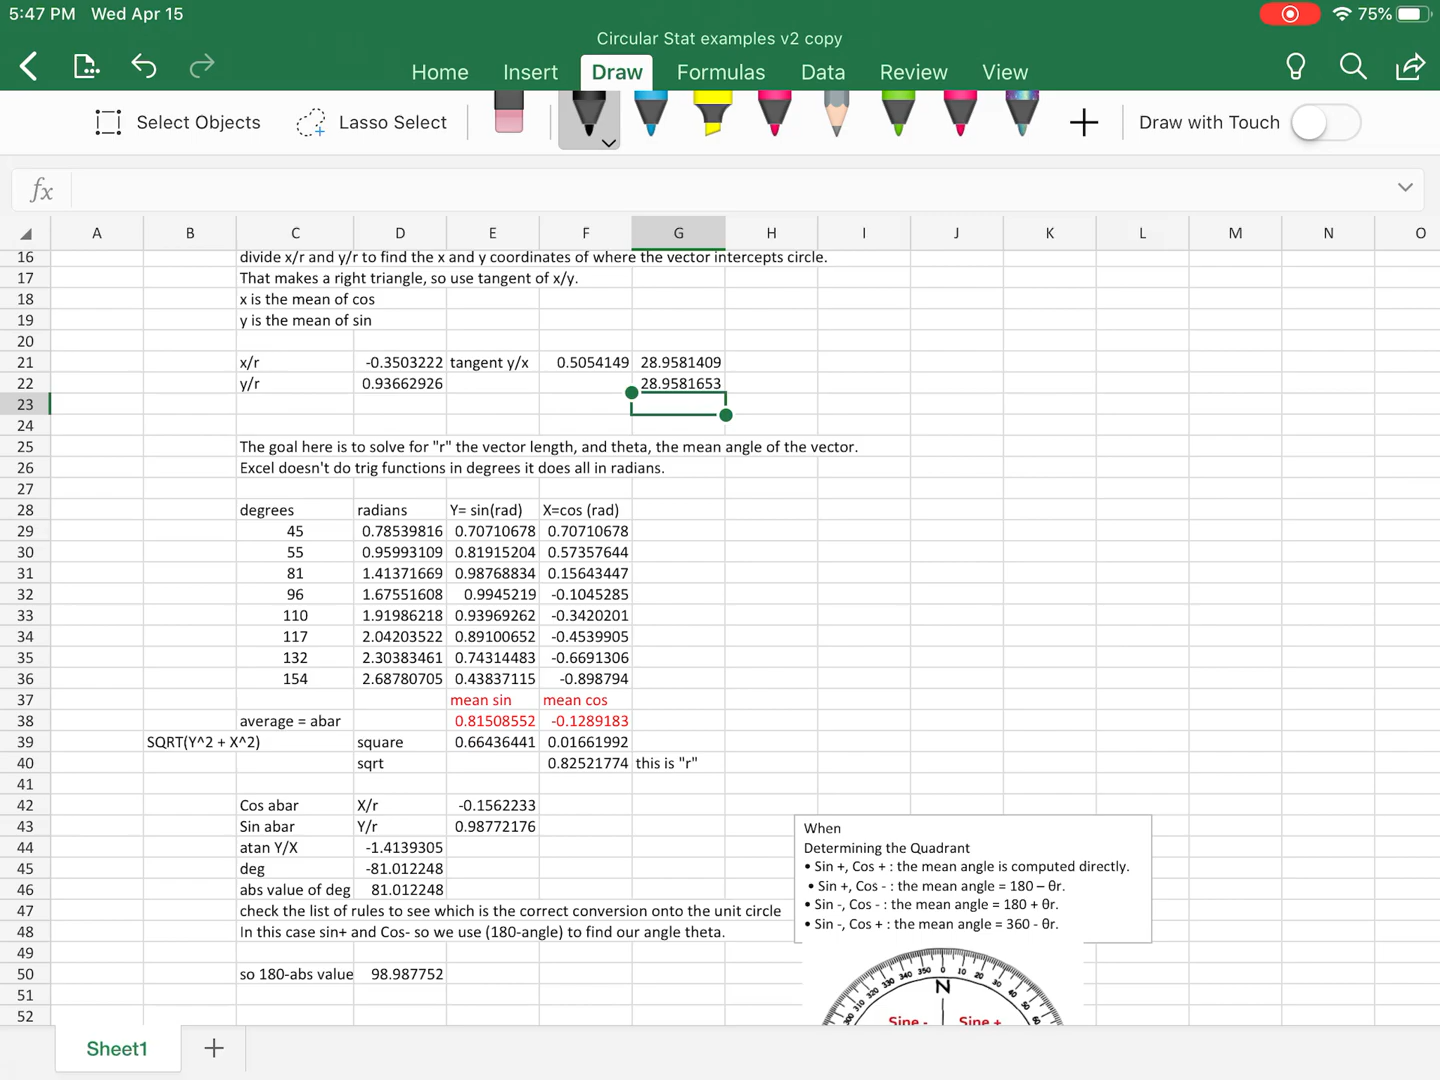 5:47 PM Wed Apr 15 75%
Circular Stat examples v2 copy
Home Insert Draw Formulas Data Review View
Select Objects Lasso Select Draw with Touch
fx
A B C D E F G H I J K L M N O
16 divide x/r and y/r to find the x and y coordinates of where the vector intercepts circle.
17 That makes a right triangle, so use tangent of x/y.
18 x is the mean of cos
19 y is the mean of sin
20
21 x/r -0.3503222 tangent y/x 0.5054149 28.9581409
22 y/r 0.93662926 28.9581653
23
24
25 The goal here is to solve for "r" the vector length, and theta, the mean angle of the vector.
26 Excel doesn't do trig functions in degrees it does all in radians.
27
28 degrees radians Y= sin(rad) X=cos (rad)
29 45 0.78539816 0.70710678 0.70710678
30 55 0.95993109 0.81915204 0.57357644
31 81 1.41371669 0.98768834 0.15643447
32 96 1.67551608 0.9945219 -0.1045285
33 110 1.91986218 0.93969262 -0.3420201
34 117 2.04203522 0.89100652 -0.4539905
35 132 2.30383461 0.74314483 -0.6691306
36 154 2.68780705 0.43837115 -0.898794
37 mean sin mean cos
38 average = abar 0.81508552 -0.1289183
39 SQRT(Y^2 + X^2) square 0.66436441 0.01661992
40 sqrt 0.82521774 this is "r"
41
42 Cos abar X/r -0.1562233
43 Sin abar Y/r 0.98772176
44 atan Y/X -1.4139305
45 deg -81.012248
46 abs value of deg 81.012248
47 check the list of rules to see which is the correct conversion onto the unit circle
48 In this case sin+ and Cos- so we use (180-angle) to find our angle theta.
49
50 so 180-abs value 98.987752
51
52
When
Determining the Quadrant
• Sin +, Cos + : the mean angle is computed directly.
• Sin +, Cos - : the mean angle = 180 – θr.
• Sin -, Cos - : the mean angle = 180 + θr.
• Sin -, Cos + : the mean angle = 360 - θr.
300 310 320 330 340 350 0 10 20 30 40 50 60
N
Sine - Sine +
Sheet1